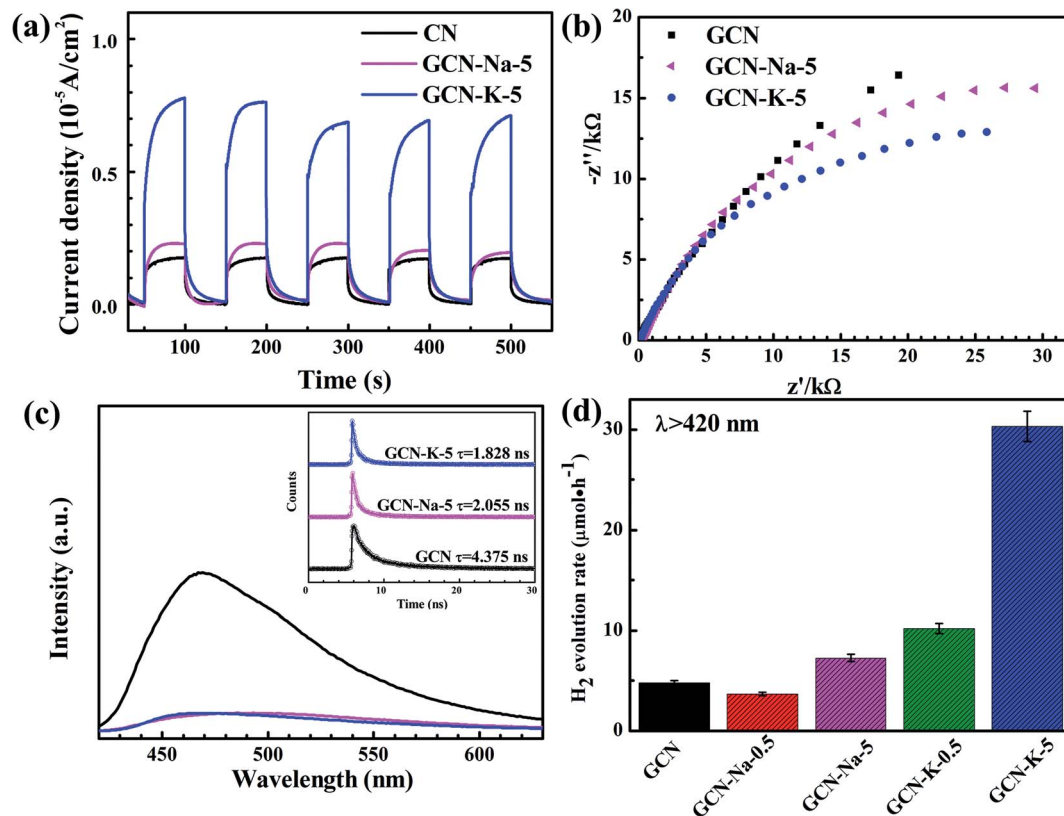 (a)
CN
GCN-Na-5
GCN-K-5
Current density (10⁻⁵A/cm²)
1.0
0.5
0.0
100 200 300 400 500
Time (s)
(b)
GCN
GCN-Na-5
GCN-K-5
-z''/kΩ
20
15
10
5
0
0 5 10 15 20 25 30
z'/kΩ
(c)
Intensity (a.u.)
GCN-K-5 τ=1.828 ns
GCN-Na-5 τ=2.055 ns
GCN τ=4.375 ns
Counts
0 10 20 30
Time (ns)
450 500 550 600
Wavelength (nm)
(d)
λ>420 nm
H₂ evolution rate (μmol•h⁻¹)
30
20
10
0
GCN
GCN-Na-0.5
GCN-Na-5
GCN-K-0.5
GCN-K-5